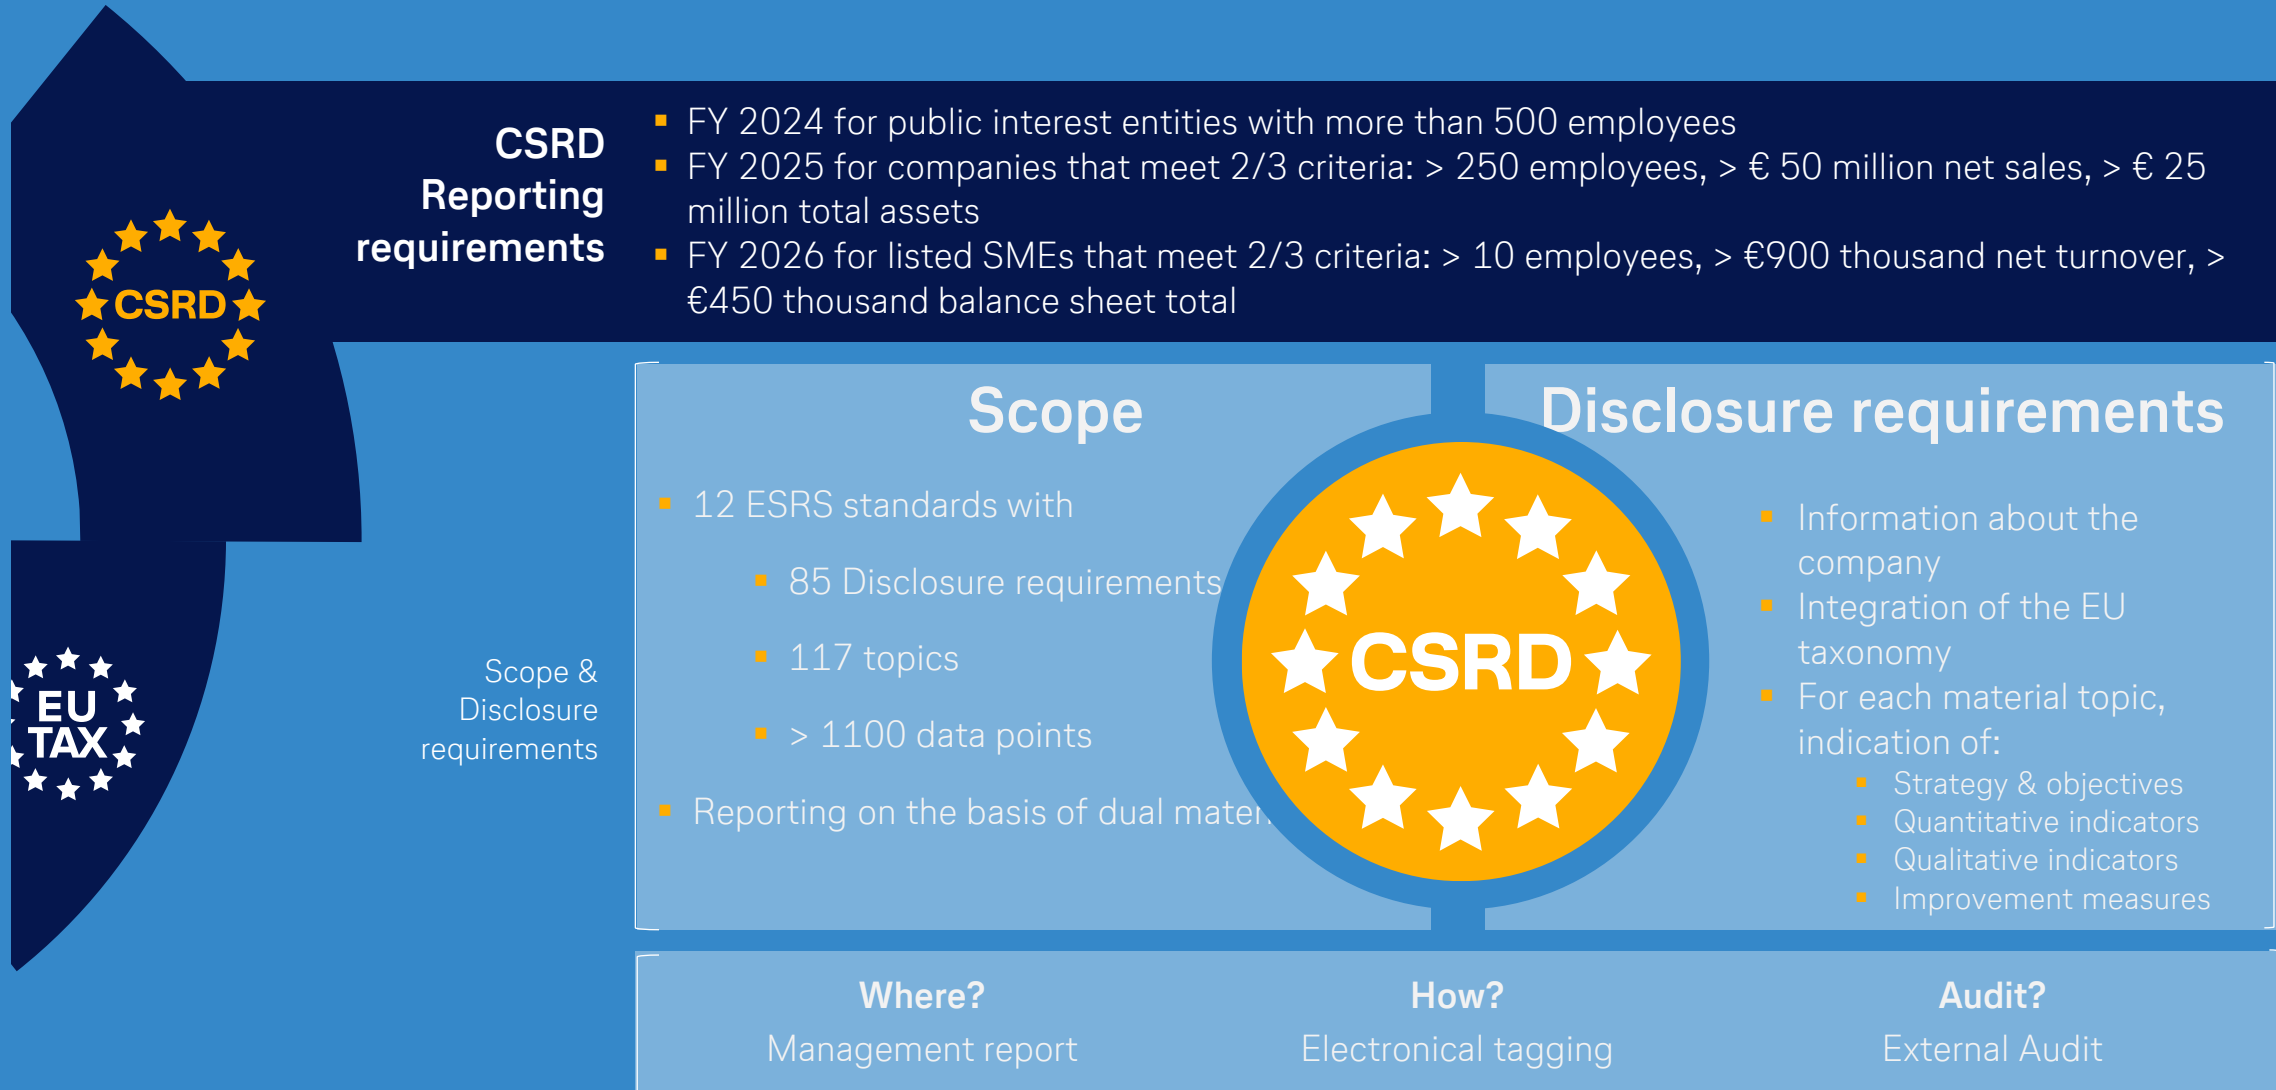 CSRD
Reporting
requirements
FY 2024 for public interest entities with more than 500 employees
FY 2025 for companies that meet 2/3 criteria: > 250 employees, > € 50 million net sales, > € 25
million total assets
FY 2026 for listed SMEs that meet 2/3 criteria: > 10 employees, > €900 thousand net turnover, >
€450 thousand balance sheet total
CSRD
EU
TAX
Scope &
Disclosure
requirements
Scope
12 ESRS standards with
85 Disclosure requirements
117 topics
> 1100 data points
Reporting on the basis of dual
CSRD
Disclosure requirements
Information about the
company
Integration of the EU
taxonomy
For each material topic,
indication of:
Strategy & objectives
Quantitative indicators
Qualitative indicators
Improvement measures
Where?
Management report
How?
Electronical tagging
Audit?
External Audit